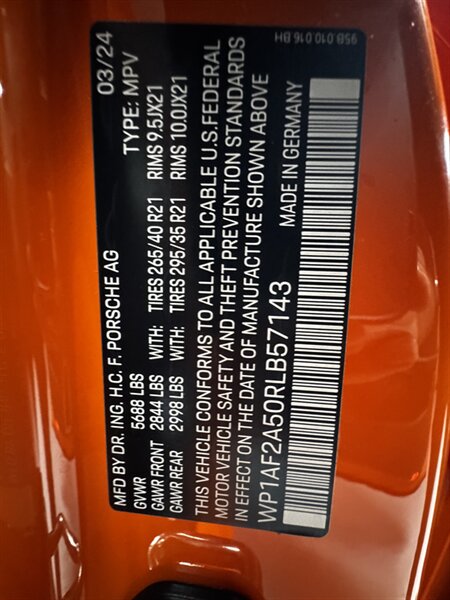 95B 010 016 BH
MFD BY DR. ING. H.C. F. PORSCHE AG 03/24
GVWR 5688 LBS TYPE: MPV
GAWR FRONT 2844 LBS WITH: TIRES 265/40 R21 RIMS 9.5JX21
GAWR REAR 2998 LBS WITH: TIRES 295/35 R21 RIMS 10.0JX21
THIS VEHICLE CONFORMS TO ALL APPLICABLE U.S. FEDERAL
MOTOR VEHICLE SAFETY AND THEFT PREVENTION STANDARDS
IN EFFECT ON THE DATE OF MANUFACTURE SHOWN ABOVE
WP1AF2A50RLB57143 MADE IN GERMANY